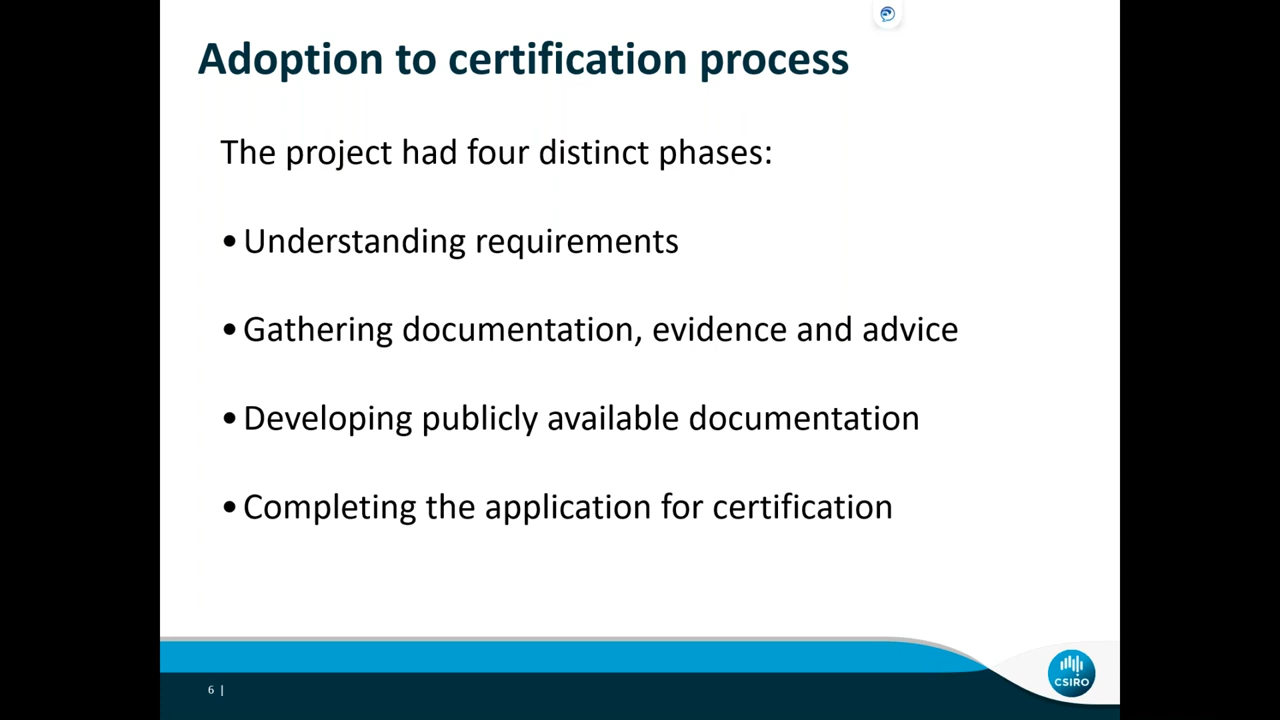 Adoption to certification process
The project had four distinct phases:
•Understanding requirements
•Gathering documentation, evidence and advice
•Developing publicly available documentation
•Completing the application for certification
6 |
CSIRO